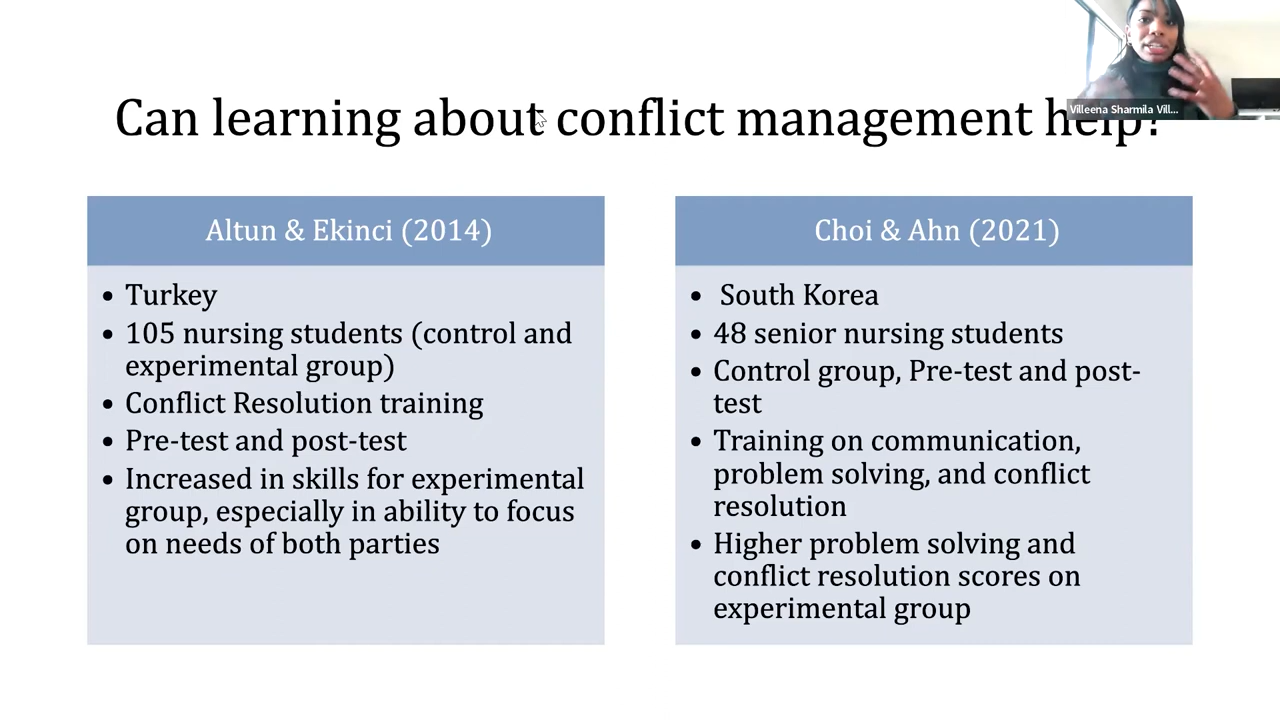 Can learning about conflict management help?
Villeena Sharmila Vill...
Altun & Ekinci (2014)
• Turkey
• 105 nursing students (control and
experimental group)
• Conflict Resolution training
• Pre-test and post-test
• Increased in skills for experimental
group, especially in ability to focus
on needs of both parties
Choi & Ahn (2021)
• South Korea
• 48 senior nursing students
• Control group, Pre-test and post-
test
• Training on communication,
problem solving, and conflict
resolution
• Higher problem solving and
conflict resolution scores on
experimental group